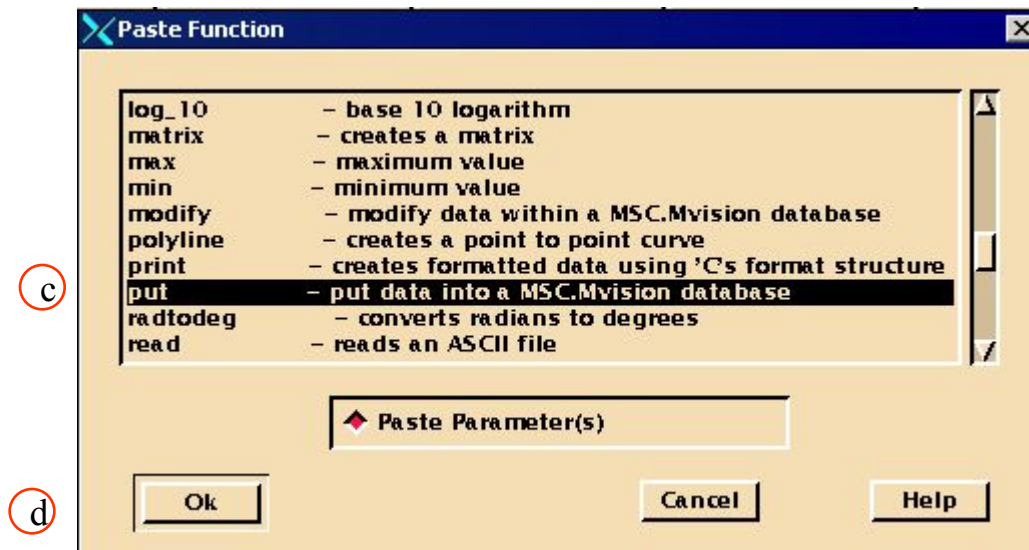 Paste Function
log_10 – base 10 logarithm
matrix – creates a matrix
max – maximum value
min – minimum value
modify – modify data within a MSC.Mvision database
polyline – creates a point to point curve
print – creates formatted data using 'C's format structure
c
put – put data into a MSC.Mvision database
radtodeg – converts radians to degrees
read – reads an ASCII file
Paste Parameter(s)
d
Ok Cancel Help